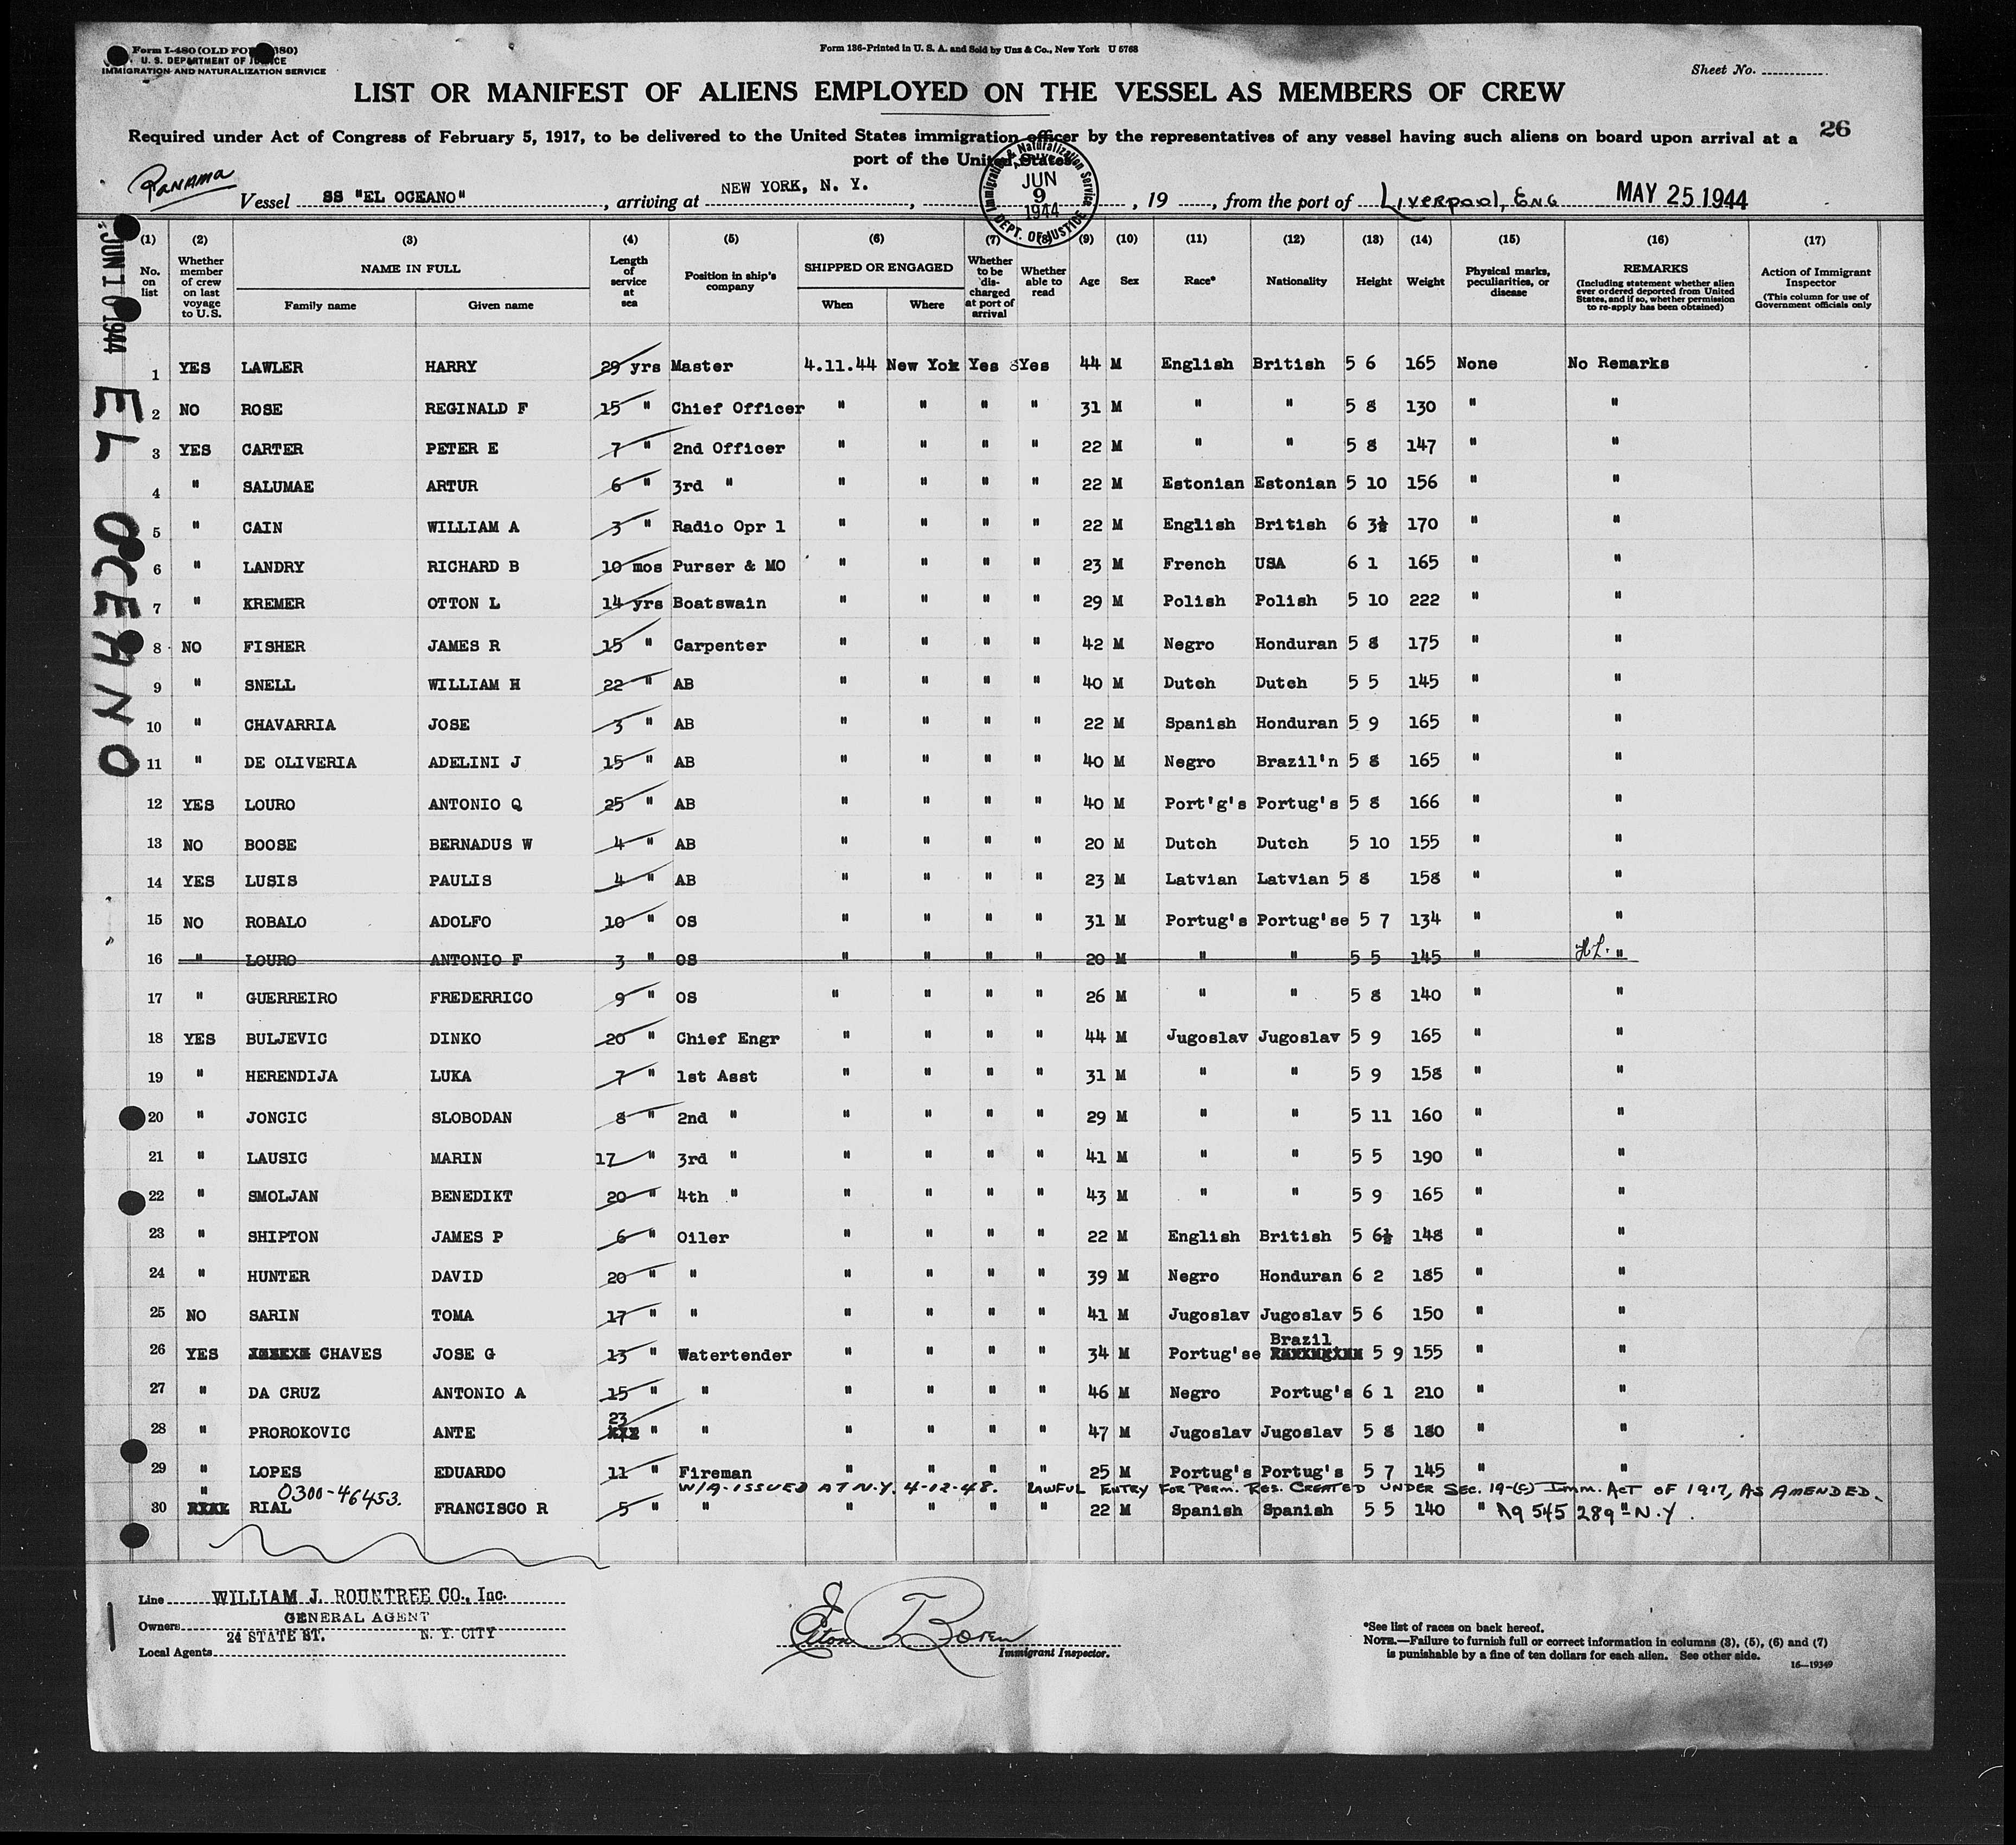 Form I-480 (OLD FO 380)
U. S. DEPARTMENT OF JUSTICE
IMMIGRATION AND NATURALIZATION SERVICE
Form 136-Printed in U. S. A. and Sold by Unz & Co., New York U 5768
Sheet No.
LIST OR MANIFEST OF ALIENS EMPLOYED ON THE VESSEL AS MEMBERS OF CREW
Required under Act of Congress of February 5, 1917, to be delivered to the United States immigration officer by the representatives of any vessel having such aliens on board upon arrival at a
26
port of the United States
Immigration & Naturalization Service JUN 9 1944 DEPT. OF JUSTICE
PANAMA
Vessel SS "EL OCEANO", arriving at NEW YORK, N. Y., , 19 , from the port of LIVERPOOL, ENG MAY 25 1944
JUN 10 1944 EL OCEANO
(1) (2) (3) (4) (5) (6) (7) (8) (9) (10) (11) (12) (13) (14) (15) (16) (17)
No. on list
Whether member of crew on last voyage to U.S.
NAME IN FULL
Family name Given name
Length of service at sea
Position in ship's company
SHIPPED OR ENGAGED
When Where
Whether to be dis-charged at port of arrival
Whether able to read
Age Sex Race* Nationality Height Weight
Physical marks, peculiarities, or disease
REMARKS
(Including statement whether alien ever ordered deported from United States, and if so, whether permission to re-apply has been obtained)
Action of Immigrant Inspector
(This column for use of Government officials only
1 YES LAWLER HARRY 29 yrs Master 4.11.44 New Yok Yes Yes 44 M English British 5 6 165 None No Remarks
2 NO ROSE REGINALD F 15 " Chief Officer " " " " 31 M " " 5 8 130 " "
3 YES CARTER PETER E 7 " 2nd Officer " " " " 22 M " " 5 8 147 " "
4 " SALUMAE ARTUR 6 " 3rd " " " " " 22 M Estonian Estonian 5 10 156 " "
5 " CAIN WILLIAM A 3 " Radio Opr 1 " " " " 22 M English British 6 3½ 170 " "
6 " LANDRY RICHARD B 10 mos Purser & MO " " " " 23 M French USA 6 1 165 " "
7 " KREMER OTTON L 14 yrs Boatswain " " " " 29 M Polish Polish 5 10 222 " "
8 NO FISHER JAMES R 15 " Carpenter " " " " 42 M Negro Honduran 5 8 175 " "
9 " SNELL WILLIAM H 22 " AB " " " " 40 M Dutch Dutch 5 5 145 " "
10 " CHAVARRIA JOSE 3 " AB " " " " 22 M Spanish Honduran 5 9 165 " "
11 " DE OLIVERIA ADELINI J 15 " AB " " " " 40 M Negro Brazil'n 5 8 165 " "
12 YES LOURO ANTONIO Q 25 " AB " " " " 40 M Port'g's Portug's 5 8 166 " "
13 NO BOOSE BERNADUS W 4 " AB " " " " 20 M Dutch Dutch 5 10 155 " "
14 YES LUSIS PAULIS 4 " AB " " " " 23 M Latvian Latvian 5 8 158 " "
15 NO ROBALO ADOLFO 10 " OS " " " " 31 M Portug's Portug'se 5 7 134 " "
16 " LOURO ANTONIO F 3 " OS " " " " 20 M " " 5 5 145 " H.L. "
17 " GUERREIRO FREDERRICO 9 " OS " " " " 26 M " " 5 8 140 " "
18 YES BULJEVIC DINKO 20 " Chief Engr " " " " 44 M Jugoslav Jugoslav 5 9 165 " "
19 " HERENDIJA LUKA 7 " 1st Asst " " " " 31 M " " 5 9 158 " "
20 " JONCIC SLOBODAN 8 " 2nd " " " " " 29 M " " 5 11 160 " "
21 " LAUSIC MARIN 17 " 3rd " " " " " 41 M " " 5 5 190 " "
22 " SMOLJAN BENEDIKT 20 " 4th " " " " " 43 M " " 5 9 165 " "
23 " SHIPTON JAMES P 6 " Oiler " " " " 22 M English British 5 6½ 148 " "
24 " HUNTER DAVID 20 " " " " " " 39 M Negro Honduran 6 2 185 " "
25 NO SARIN TOMA 17 " " " " " " 41 M Jugoslav Jugoslav 5 6 150 " "
26 YES CHAVES JOSE G 13 " Watertender " " " " 34 M Portug'se Brazil 5 9 155 " "
27 " DA CRUZ ANTONIO A 15 " " " " " " 46 M Negro Portug's 6 1 210 " "
28 " PROROKOVIC ANTE 23 " " " " " " 47 M Jugoslav Jugoslav 5 8 180 " "
29 " LOPES EDUARDO 11 " Fireman " " " " 25 M Portug's Portug's 5 7 145 " "
0300-46453. W/A-ISSUED AT N.Y. 4-12-48. LAWFUL ENTRY FOR PERM. RES. CREATED UNDER SEC. 19-(c) IMM. ACT OF 1917, AS AMENDED.
30 " RIAL FRANCISCO R 5 " " " " " " 22 M Spanish Spanish 5 5 140 " A9 545 289 - N.Y. "
Line WILLIAM J. ROUNTREE CO., Inc.
GENERAL AGENT
Owners 24 STATE ST. N. Y. CITY
Local Agents
Immigrant Inspector.
*See list of races on back hereof.
NOTE.—Failure to furnish full or correct information in columns (3), (5), (6) and (7)
is punishable by a fine of ten dollars for each alien. See other side.
16—19349